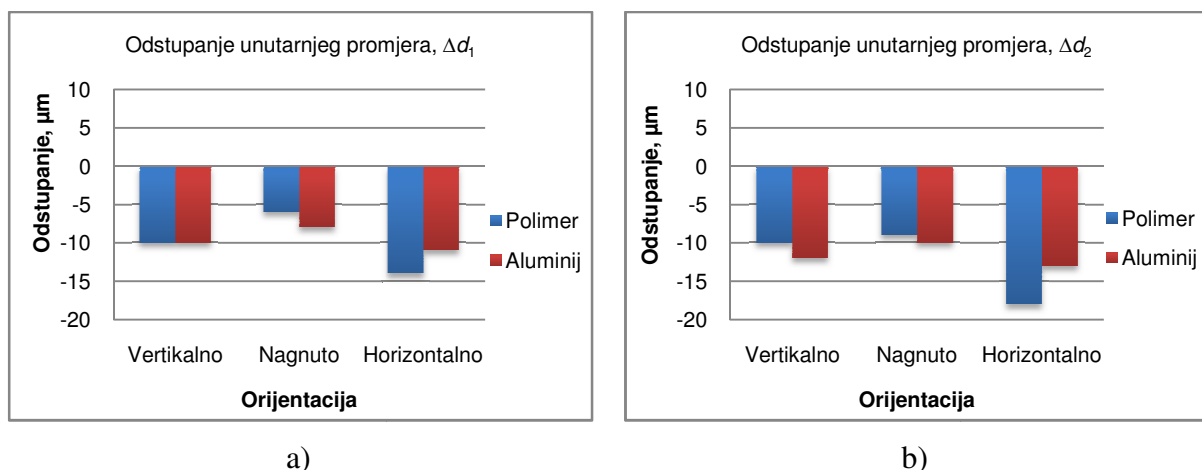 Odstupanje unutarnjeg promjera, Δd₁
Odstupanje, µm
10
5
0
-5
-10
-15
-20
Vertikalno Nagnuto Horizontalno
Orijentacija
Polimer
Aluminij
a)
Odstupanje unutarnjeg promjera, Δd₂
Odstupanje, µm
10
5
0
-5
-10
-15
-20
Vertikalno Nagnuto Horizontalno
Orijentacija
Polimer
Aluminij
b)